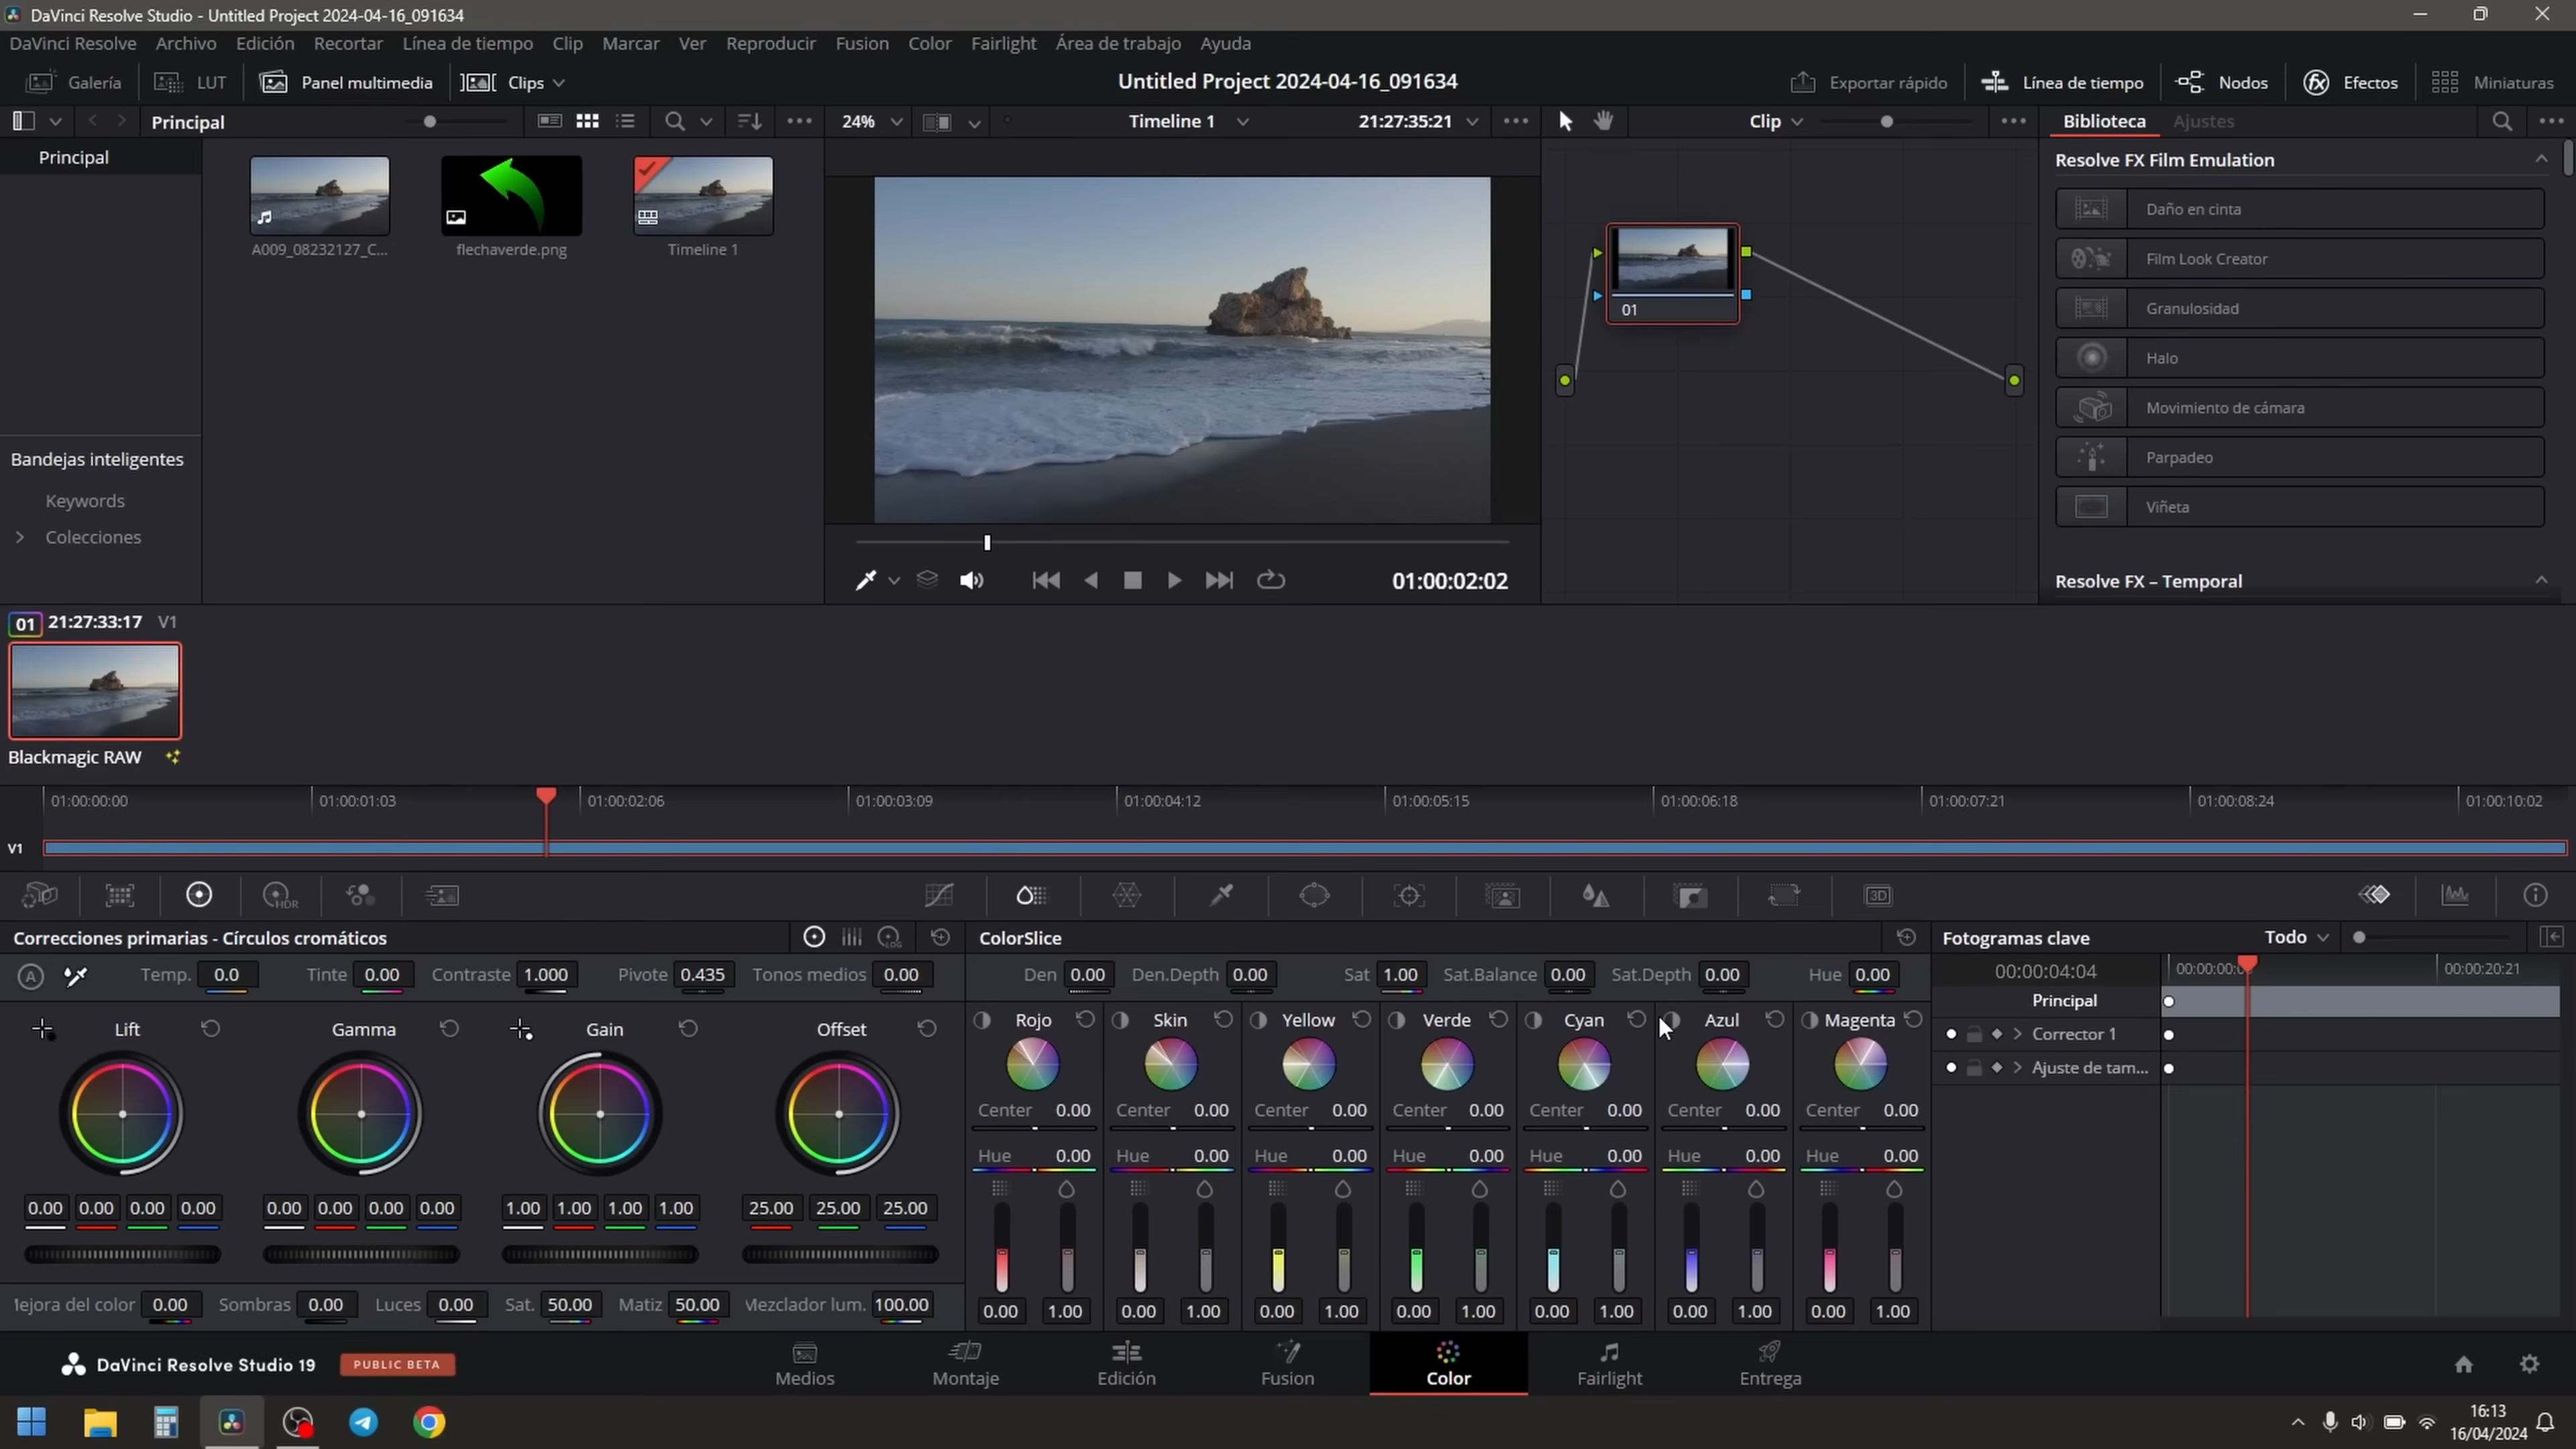 DaVinci Resolve Studio - Untitled Project 2024-04-16_091634
DaVinci Resolve Archivo Edición Recortar Línea de tiempo Clip Marcar Ver Reproducir Fusion Color Fairlight Área de trabajo Ayuda
Galería LUT Panel multimedia Clips Untitled Project 2024-04-16_091634 Exportar rápido Línea de tiempo Nodos Efectos Miniaturas
Principal 24% Timeline 1 21:27:35:21 Clip Biblioteca Ajustes
Principal
Resolve FX Film Emulation
Daño en cinta
A009_08232127_C... flechaverde.png Timeline 1
Film Look Creator
01
Granulosidad
Halo
Movimiento de cámara
Bandejas inteligentes
Parpadeo
Keywords
Viñeta
Colecciones
01:00:02:02
Resolve FX – Temporal
01 21:27:33:17 V1
Blackmagic RAW
01:00:00:00 01:00:01:03 01:00:02:06 01:00:03:09 01:00:04:12 01:00:05:15 01:00:06:18 01:00:07:21 01:00:08:24 01:00:10:02
V1
HDR 3D
Correcciones primarias - Círculos cromáticos LOG ColorSlice Fotogramas clave Todo
A Temp. 0.0 Tinte 0.00 Contraste 1.000 Pivote 0.435 Tonos medios 0.00 Den 0.00 Den.Depth 0.00 Sat 1.00 Sat.Balance 0.00 Sat.Depth 0.00 Hue 0.00
00:00:04:04 00:00:00:0 00:00:20:21
Principal
Lift Gamma Gain Offset Rojo Skin Yellow Verde Cyan Azul Magenta
Corrector 1
Ajuste de tam...
Center 0.00 Center 0.00 Center 0.00 Center 0.00 Center 0.00 Center 0.00 Center 0.00
Hue 0.00 Hue 0.00 Hue 0.00 Hue 0.00 Hue 0.00 Hue 0.00 Hue 0.00
0.00 0.00 0.00 0.00 0.00 0.00 0.00 0.00 1.00 1.00 1.00 1.00 25.00 25.00 25.00
lejora del color 0.00 Sombras 0.00 Luces 0.00 Sat. 50.00 Matiz 50.00 Mezclador lum. 100.00
0.00 1.00 0.00 1.00 0.00 1.00 0.00 1.00 0.00 1.00 0.00 1.00 0.00 1.00
DaVinci Resolve Studio 19 PUBLIC BETA
Medios Montaje Edición Fusion Color Fairlight Entrega
16:13
16/04/2024